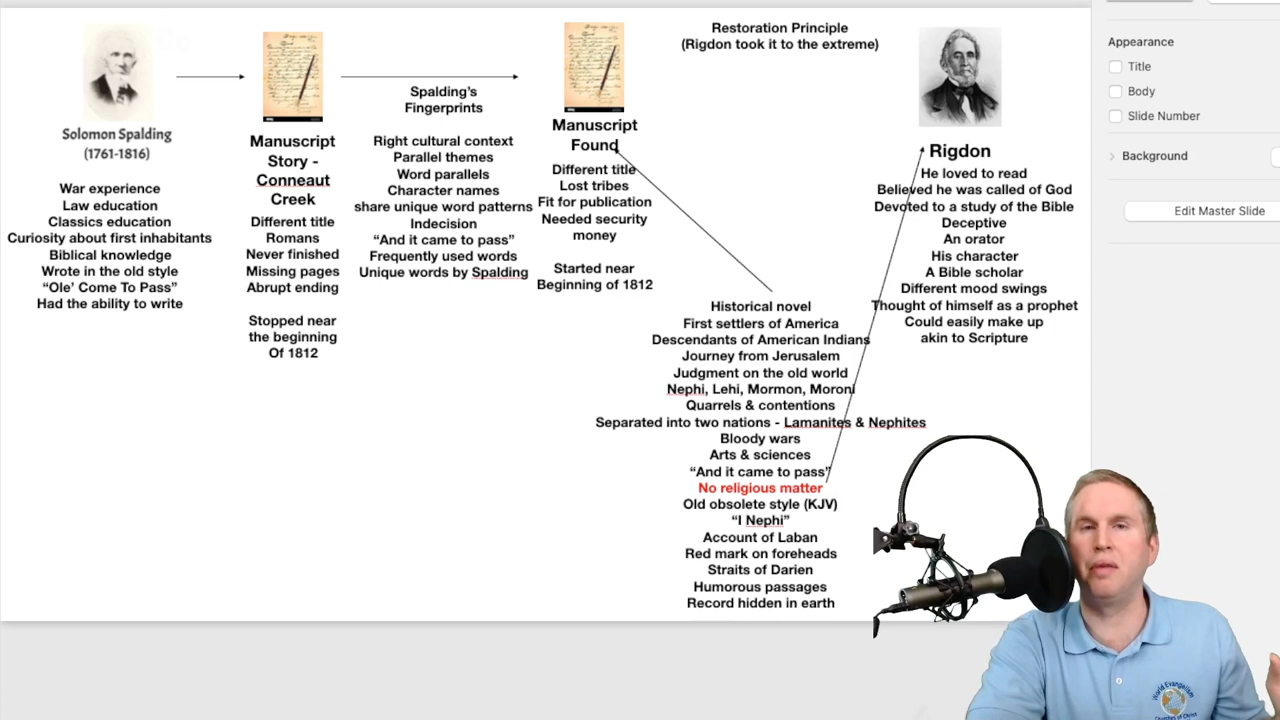 Solomon Spalding
(1761-1816)
War experience
Law education
Classics education
Curiosity about first inhabitants
Biblical knowledge
Wrote in the old style
“Ole’ Come To Pass”
Had the ability to write
Manuscript
Story -
Conneaut
Creek
Different title
Romans
Never finished
Missing pages
Abrupt ending
Stopped near
the beginning
Of 1812
Spalding’s
Fingerprints
Right cultural context
Parallel themes
Word parallels
Character names
share unique word patterns
Indecision
“And it came to pass”
Frequently used words
Unique words by Spalding
Manuscript
Found
Different title
Lost tribes
Fit for publication
Needed security
money
Started near
Beginning of 1812
Restoration Principle
(Rigdon took it to the extreme)
Historical novel
First settlers of America
Descendants of American Indians
Journey from Jerusalem
Judgment on the old world
Nephi, Lehi, Mormon, Moroni
Quarrels & contentions
Separated into two nations - Lamanites & Nephites
Bloody wars
Arts & sciences
“And it came to pass”
No religious matter
Old obsolete style (KJV)
“I Nephi”
Account of Laban
Red mark on foreheads
Straits of Darien
Humorous passages
Record hidden in earth
Rigdon
He loved to read
Believed he was called of God
Devoted to a study of the Bible
Deceptive
An orator
His character
A Bible scholar
Different mood swings
Thought of himself as a prophet
Could easily make up
akin to Scripture
Appearance
Title
Body
Slide Number
Background
Edit Master Slide
World Evangelism
Churches of Christ